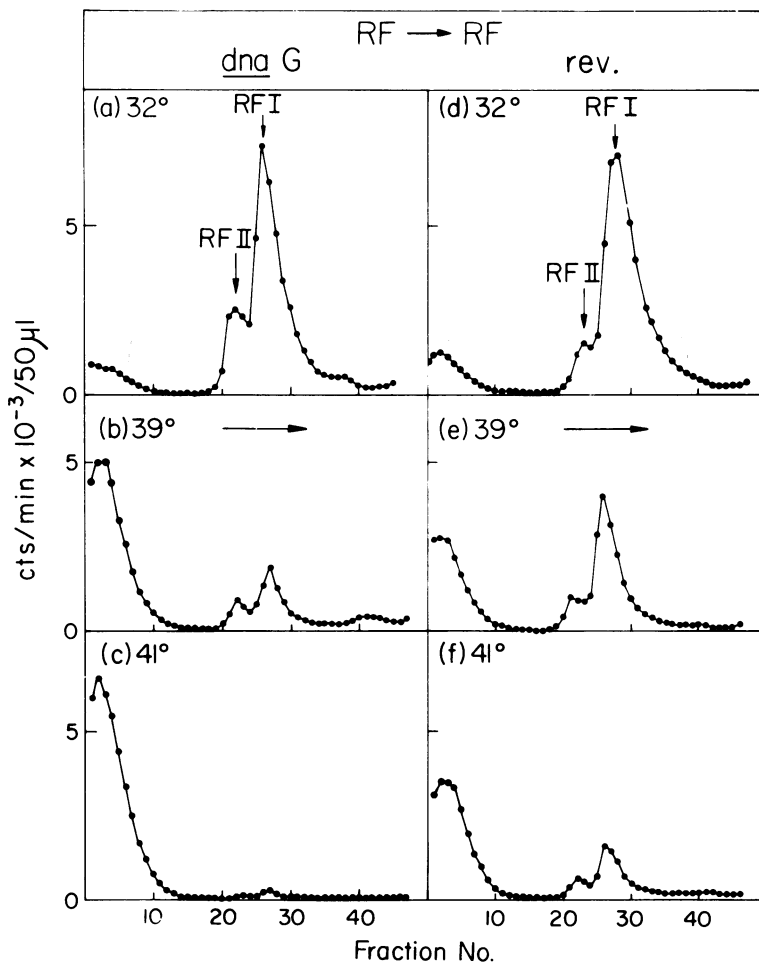 RF → RF
dna G
rev.
(a) 32°
RF I
RF II
(d) 32°
RF I
RF II
5
0
(b) 39°
(e) 39°
5
0
(c) 41°
(f) 41°
5
0
10 20 30 40 10 20 30 40
cts/min x 10⁻³/50µl
Fraction No.